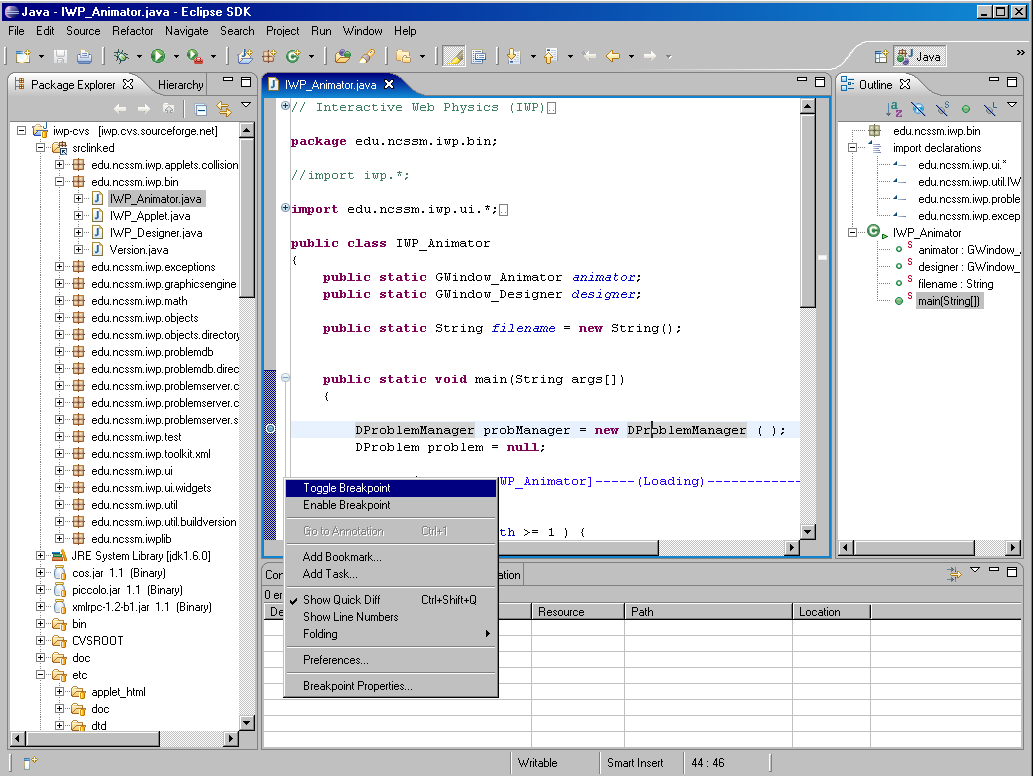 Java - IWP_Animator.java - Eclipse SDK
File Edit Source Refactor Navigate Search Project Run Window Help
Java
Package Explorer
Hierarchy
iwp-cvs [iwp.cvs.sourceforge.net]
srclinked
edu.ncssm.iwp.applets.collision
edu.ncssm.iwp.bin
IWP_Animator.java
IWP_Applet.java
IWP_Designer.java
Version.java
edu.ncssm.iwp.exceptions
edu.ncssm.iwp.graphicsengine
edu.ncssm.iwp.math
edu.ncssm.iwp.objects
edu.ncssm.iwp.objects.directory
edu.ncssm.iwp.problemdb
edu.ncssm.iwp.problemdb.direc
edu.ncssm.iwp.problemserver.c
edu.ncssm.iwp.problemserver.c
edu.ncssm.iwp.problemserver.s
edu.ncssm.iwp.test
edu.ncssm.iwp.toolkit.xml
edu.ncssm.iwp.ui
edu.ncssm.iwp.ui.widgets
edu.ncssm.iwp.util
edu.ncssm.iwp.util.buildversion
edu.ncssm.iwplib
JRE System Library [jdk1.6.0]
cos.jar 1.1 (Binary)
piccolo.jar 1.1 (Binary)
xmlrpc-1.2-b1.jar 1.1 (Binary)
bin
CVSROOT
doc
etc
applet_html
doc
dtd
IWP_Animator.java
// Interactive Web Physics (IWP)
package edu.ncssm.iwp.bin;
//import iwp.*;
import edu.ncssm.iwp.ui.*;
public class IWP_Animator
{
public static GWindow_Animator animator;
public static GWindow_Designer designer;
public static String filename = new String();
public static void main(String args[])
{
DProblemManager probManager = new DProblemManager ( );
DProblem problem = null;
WP_Animator]-----(Loading)------------
th >= 1 ) {
Toggle Breakpoint
Enable Breakpoint
Go to Annotation Ctrl+1
Add Bookmark...
Add Task...
Show Quick Diff Ctrl+Shift+Q
Show Line Numbers
Folding
Preferences...
Breakpoint Properties...
Outline
edu.ncssm.iwp.bin
import declarations
edu.ncssm.iwp.ui.*
edu.ncssm.iwp.util.IW
edu.ncssm.iwp.proble
edu.ncssm.iwp.excep
IWP_Animator
animator : GWindow_
designer : GWindow_
filename : String
main(String[])
Resource Path Location
Writable Smart Insert 44 : 46